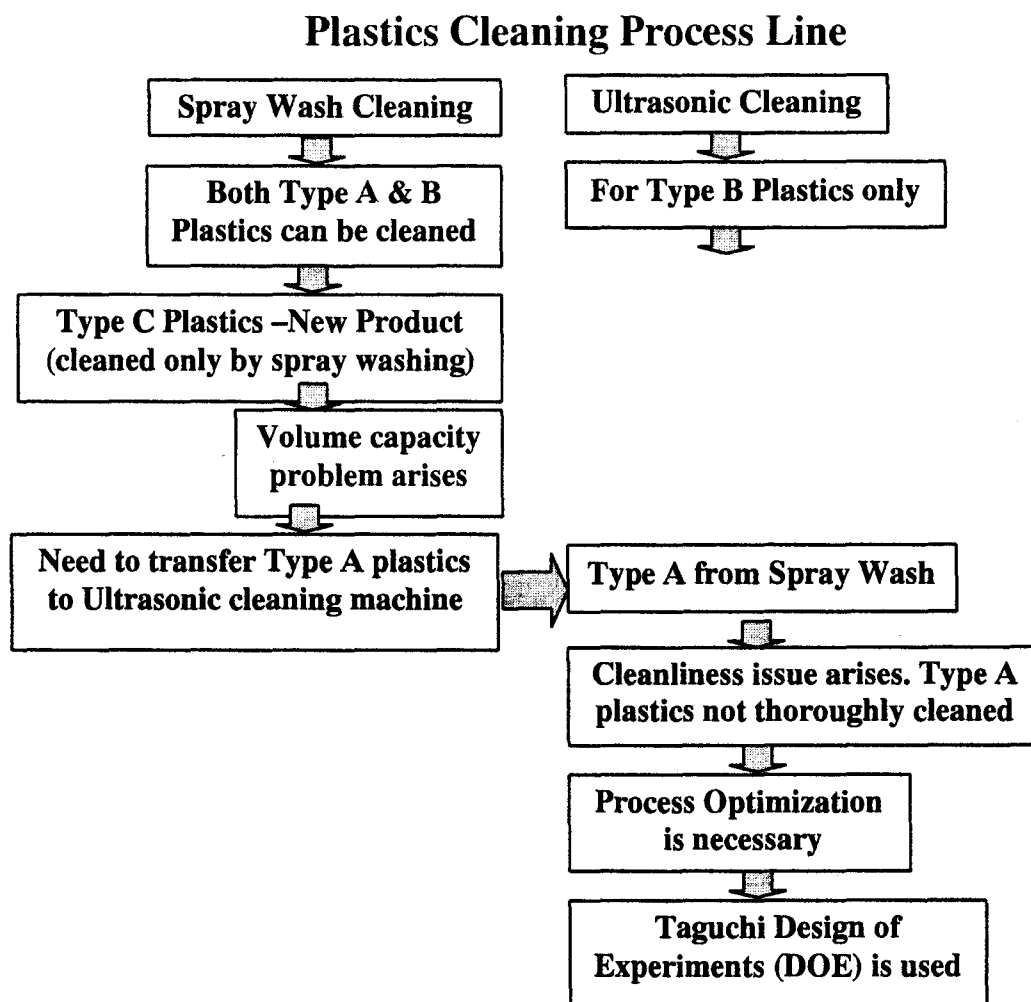 Plastics Cleaning Process Line
Spray Wash Cleaning
Both Type A & B
Plastics can be cleaned
Type C Plastics –New Product
(cleaned only by spray washing)
Volume capacity
problem arises
Need to transfer Type A plastics
to Ultrasonic cleaning machine
Ultrasonic Cleaning
For Type B Plastics only
Type A from Spray Wash
Cleanliness issue arises. Type A
plastics not thoroughly cleaned
Process Optimization
is necessary
Taguchi Design of
Experiments (DOE) is used